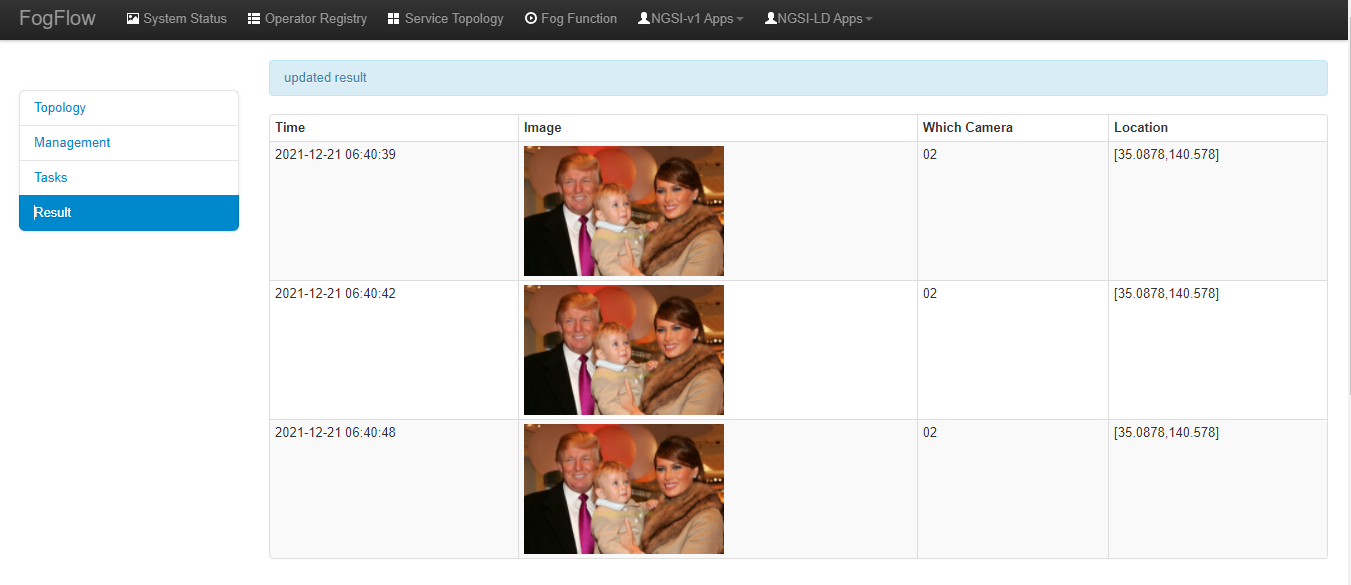 FogFlow System Status Operator Registry Service Topology Fog Function NGSI-v1 Apps NGSI-LD Apps
updated result
Topology
Management
Tasks
Result
Time Image Which Camera Location
2021-12-21 06:40:39 02 [35.0878,140.578]
2021-12-21 06:40:42 02 [35.0878,140.578]
2021-12-21 06:40:48 02 [35.0878,140.578]